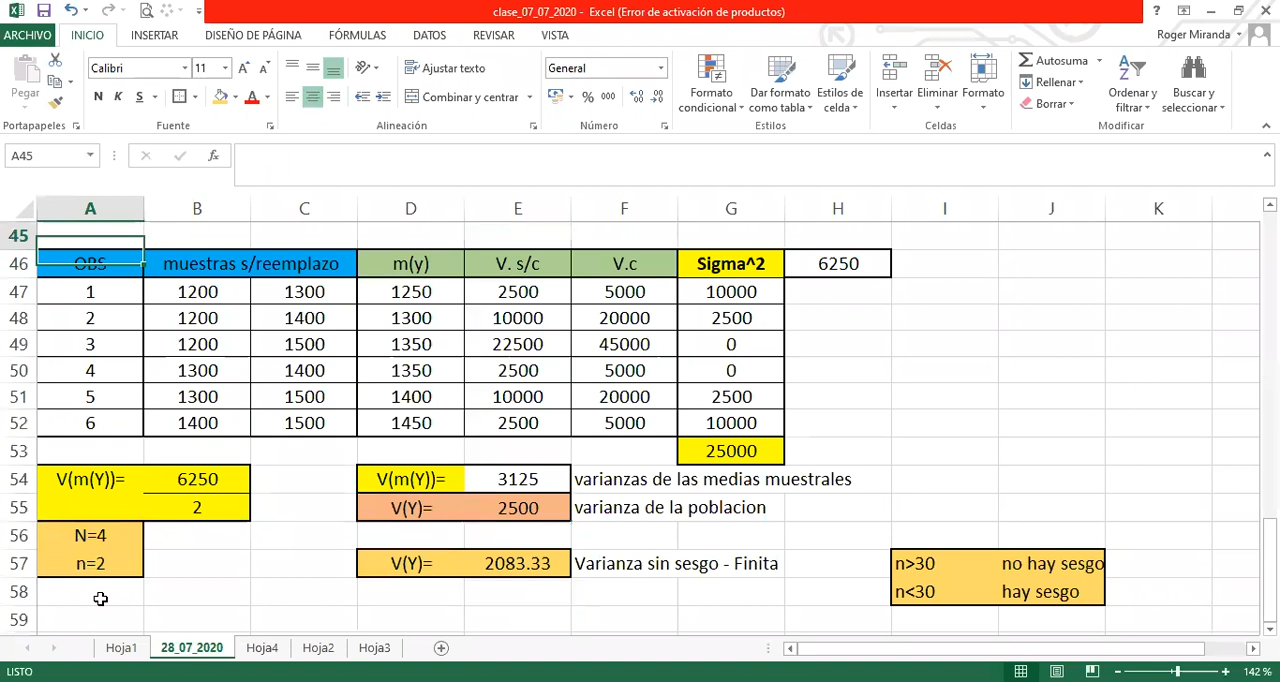 clase_07_07_2020 - Excel (Error de activación de productos)
ARCHIVO INICIO INSERTAR DISEÑO DE PÁGINA FÓRMULAS DATOS REVISAR VISTA Roger Miranda
Pegar
Calibri 11
N K S
Ajustar texto
Combinar y centrar
General
% 000
Formato condicional
Dar formato como tabla
Estilos de celda
Insertar Eliminar Formato
Autosuma
Rellenar
Borrar
Ordenar y filtrar
Buscar y seleccionar
Portapapeles Fuente Alineación Número Estilos Celdas Modificar
A45 fx
A B C D E F G H I J K
45
46 OBS muestras s/reemplazo m(y) V. s/c V.c Sigma^2 6250
47 1 1200 1300 1250 2500 5000 10000
48 2 1200 1400 1300 10000 20000 2500
49 3 1200 1500 1350 22500 45000 0
50 4 1300 1400 1350 2500 5000 0
51 5 1300 1500 1400 10000 20000 2500
52 6 1400 1500 1450 2500 5000 10000
53 25000
54 V(m(Y))= 6250 V(m(Y))= 3125 varianzas de las medias muestrales
55 2 V(Y)= 2500 varianza de la poblacion
56 N=4
57 n=2 V(Y)= 2083.33 Varianza sin sesgo - Finita n>30 no hay sesgo
58 n<30 hay sesgo
59
Hoja1 28_07_2020 Hoja4 Hoja2 Hoja3
LISTO 142 %